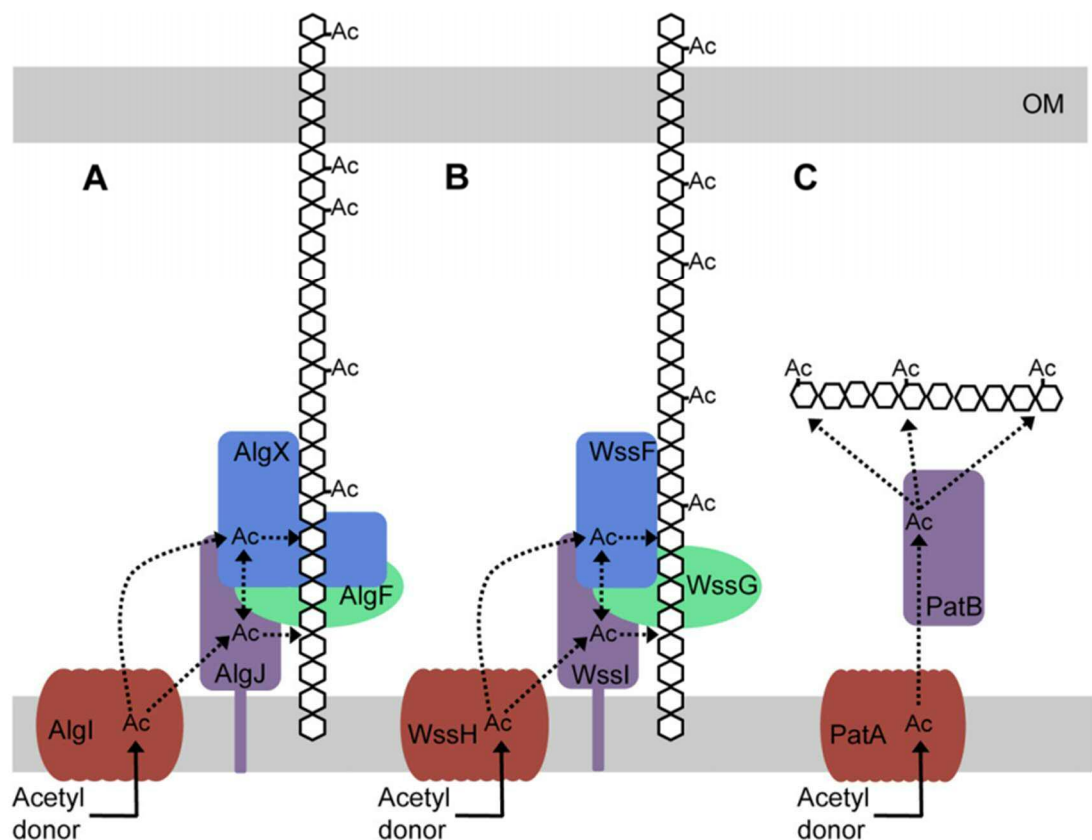 Ac
Ac
OM
A
B
C
Ac
Ac
Ac
Ac
Ac
Ac
Ac
Ac
Ac
Ac
AlgX
WssF
Ac
Ac
Ac
Ac
Ac
AlgF
WssG
PatB
Ac
Ac
AlgJ
WssI
AlgI
Ac
WssH
Ac
PatA
Ac
Acetyl
donor
Acetyl
donor
Acetyl
donor